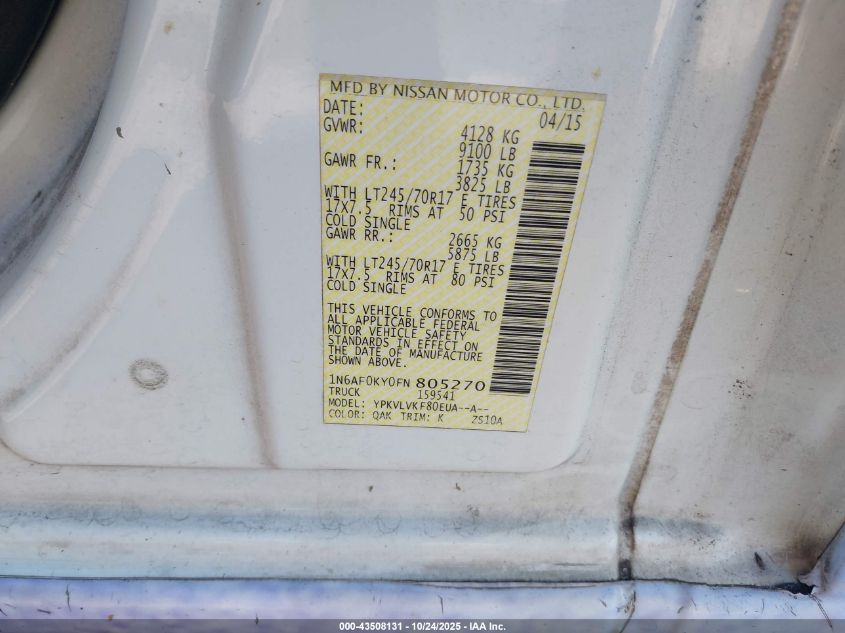 MFD BY NISSAN MOTOR CO., LTD.
DATE: 04/15
GVWR: 4128 KG
9100 LB
GAWR FR.: 1735 KG
3825 LB
WITH LT245/70R17 E TIRES
17X7.5 RIMS AT 50 PSI
COLD SINGLE
GAWR RR.: 2665 KG
5875 LB
WITH LT245/70R17 E TIRES
17X7.5 RIMS AT 80 PSI
COLD SINGLE
THIS VEHICLE CONFORMS TO
ALL APPLICABLE FEDERAL
MOTOR VEHICLE SAFETY
STANDARDS IN EFFECT ON
THE DATE OF MANUFACTURE
SHOWN ABOVE.
1N6AF0KY0FN 805270
TRUCK 159541
MODEL: YPKVLVKF80EUA--A--
COLOR: QAK TRIM: K ZS10A
000-43508131 - 10/24/2025 - IAA Inc.